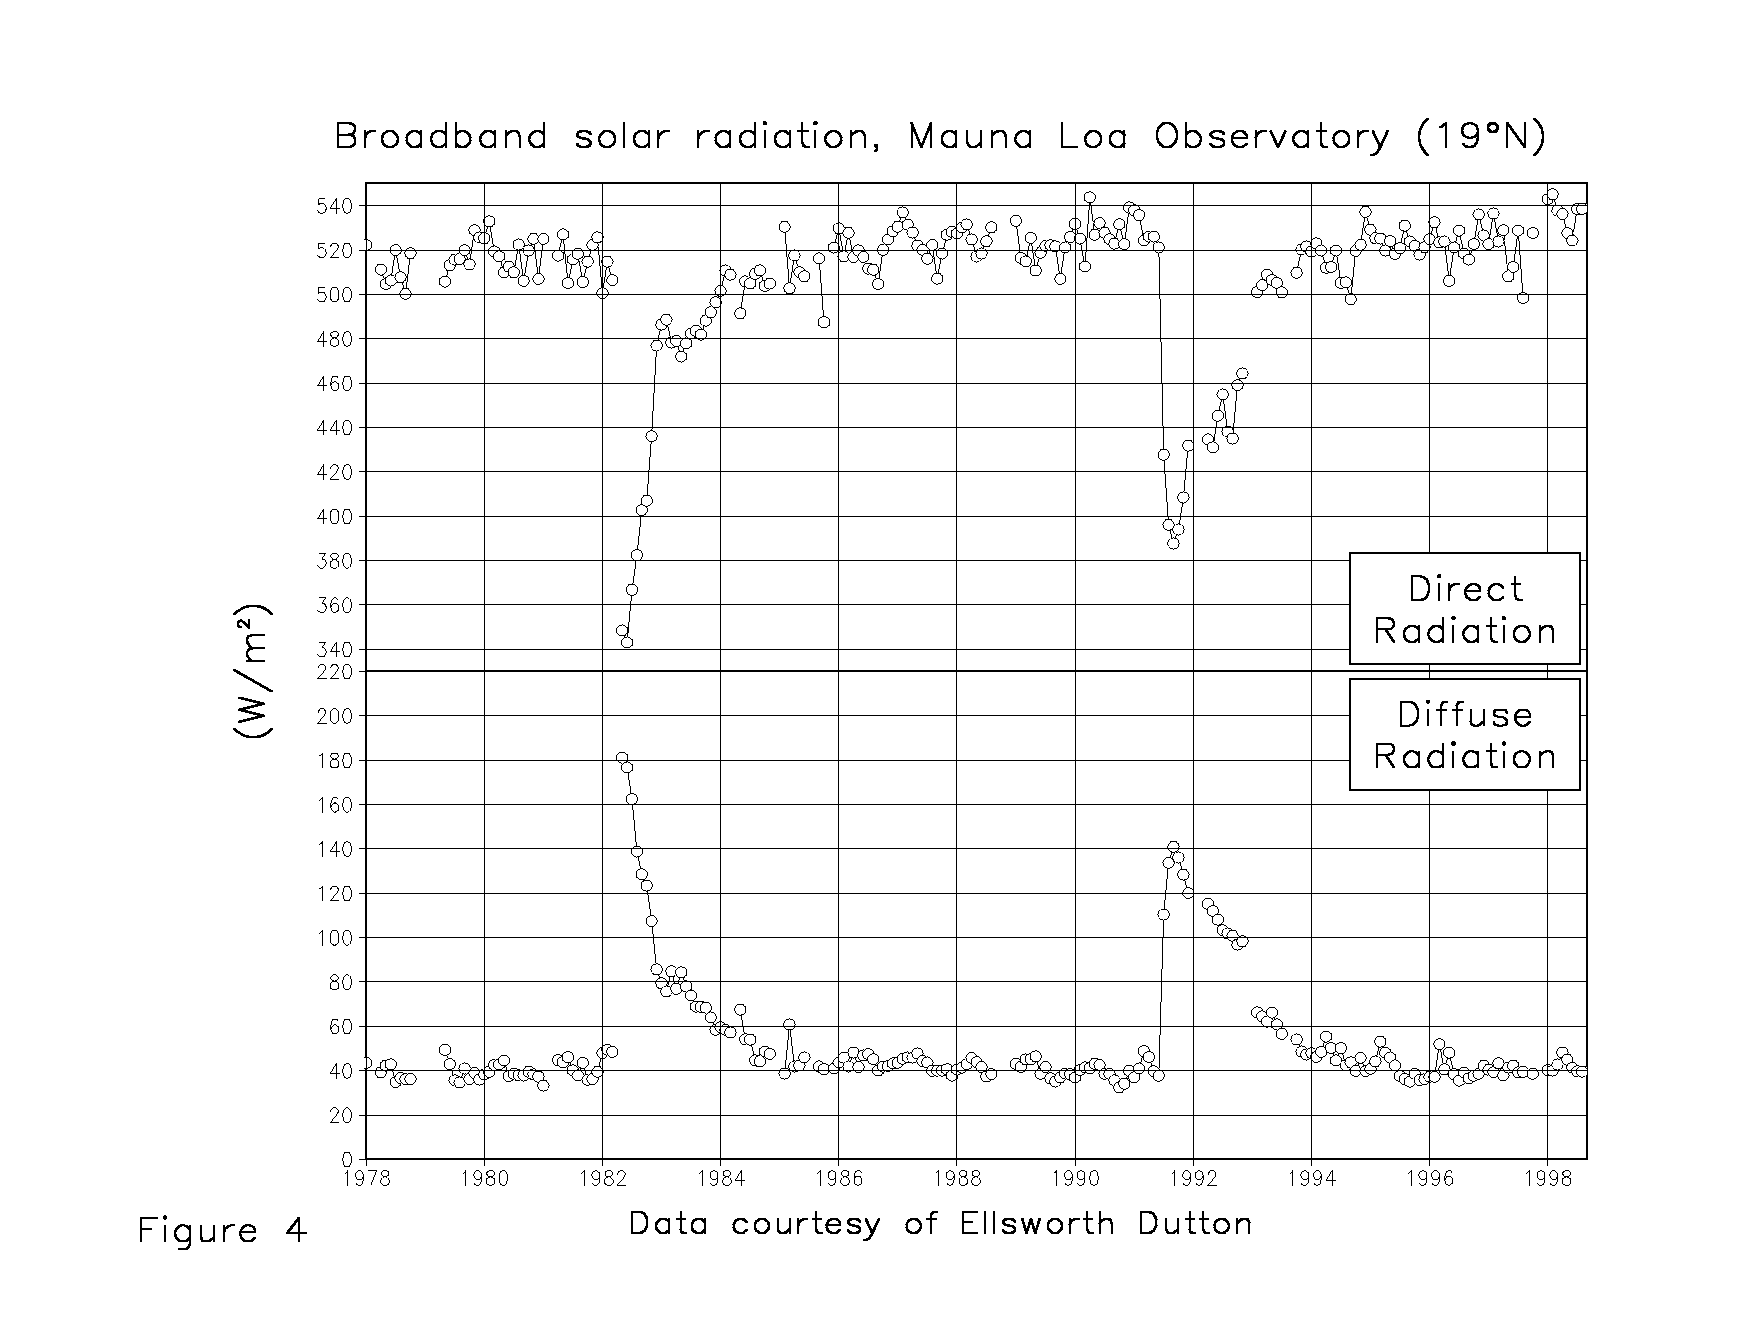 Broadband solar radiation, Mauna Loa Observatory (19°N)
540
520
500
480
460
440
420
400
380
360
340
220
200
180
160
140
120
100
80
60
40
20
0
(W/m²)
Direct
Radiation
Diffuse
Radiation
1978 1980 1982 1984 1986 1988 1990 1992 1994 1996 1998
Figure 4
Data courtesy of Ellsworth Dutton